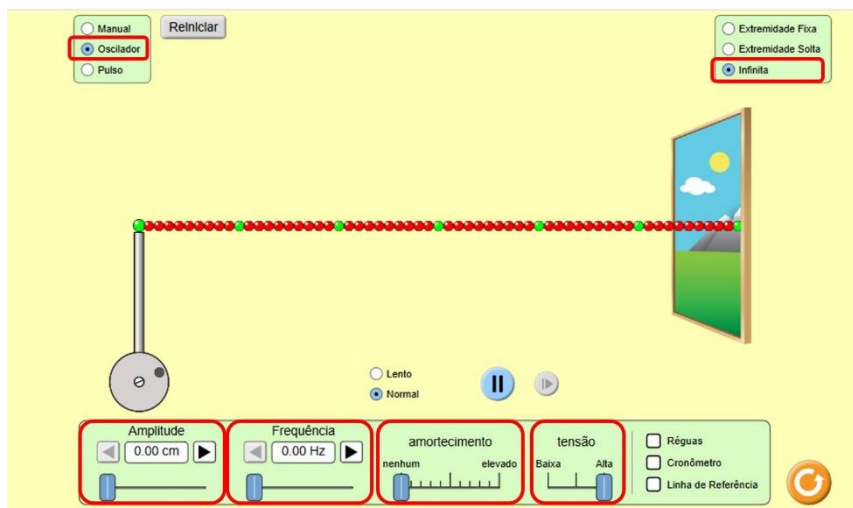 Manual
Oscilador
Pulso
Reiniciar
Extremidade Fixa
Extremidade Solta
Infinita
Lento
Normal
Amplitude
0.00 cm
Frequência
0.00 Hz
amortecimento
nenhum elevado
tensão
Baixa Alta
Réguas
Cronômetro
Linha de Referência